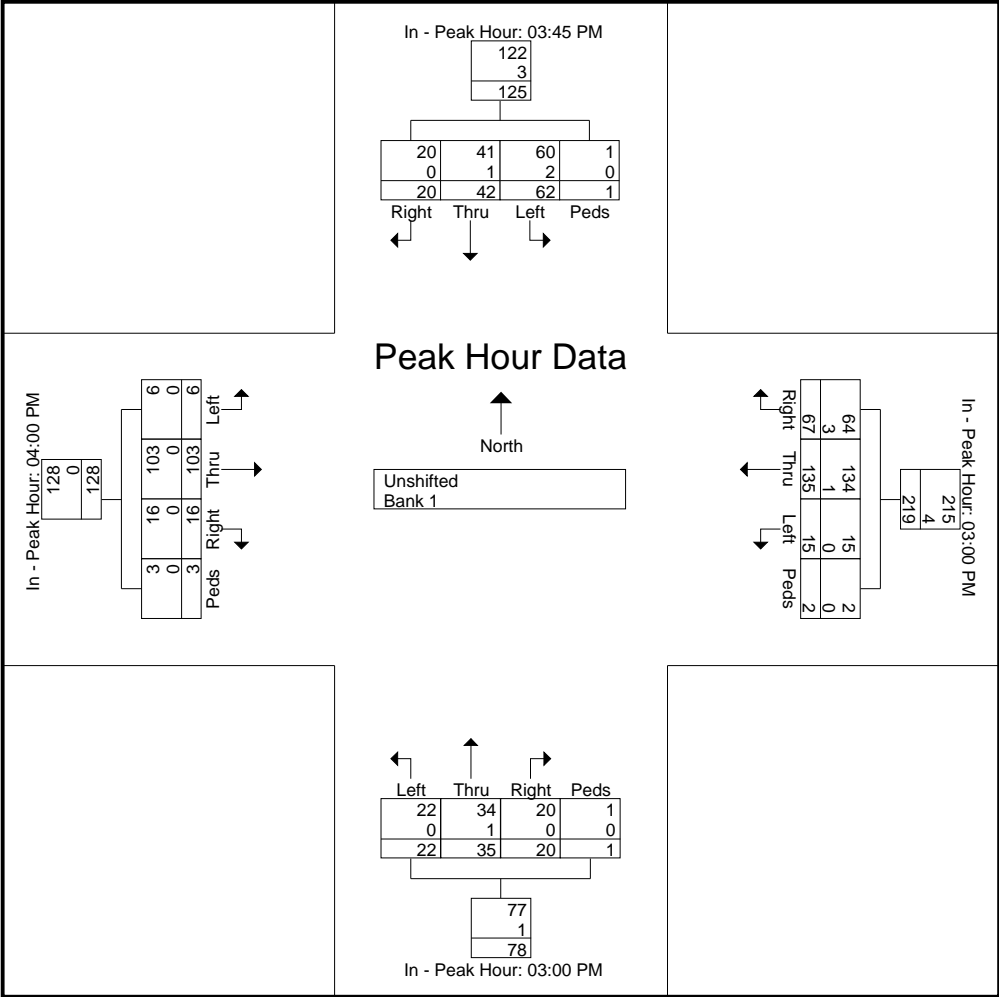 In - Peak Hour: 03:45 PM
122
3
125
20 41 60 1
0 1 2 0
20 42 62 1
Right Thru Left Peds
Peak Hour Data
North
Unshifted
Bank 1
In - Peak Hour: 04:00 PM
128
0
128
6 0 6 Left
103 0 103 Thru
16 0 16 Right
3 0 3 Peds
In - Peak Hour: 03:00 PM
215
4
219
64 134 15 2
3 1 0 0
67 135 15 2
Right Thru Left Peds
Left Thru Right Peds
22 34 20 1
0 1 0 0
22 35 20 1
77
1
78
In - Peak Hour: 03:00 PM